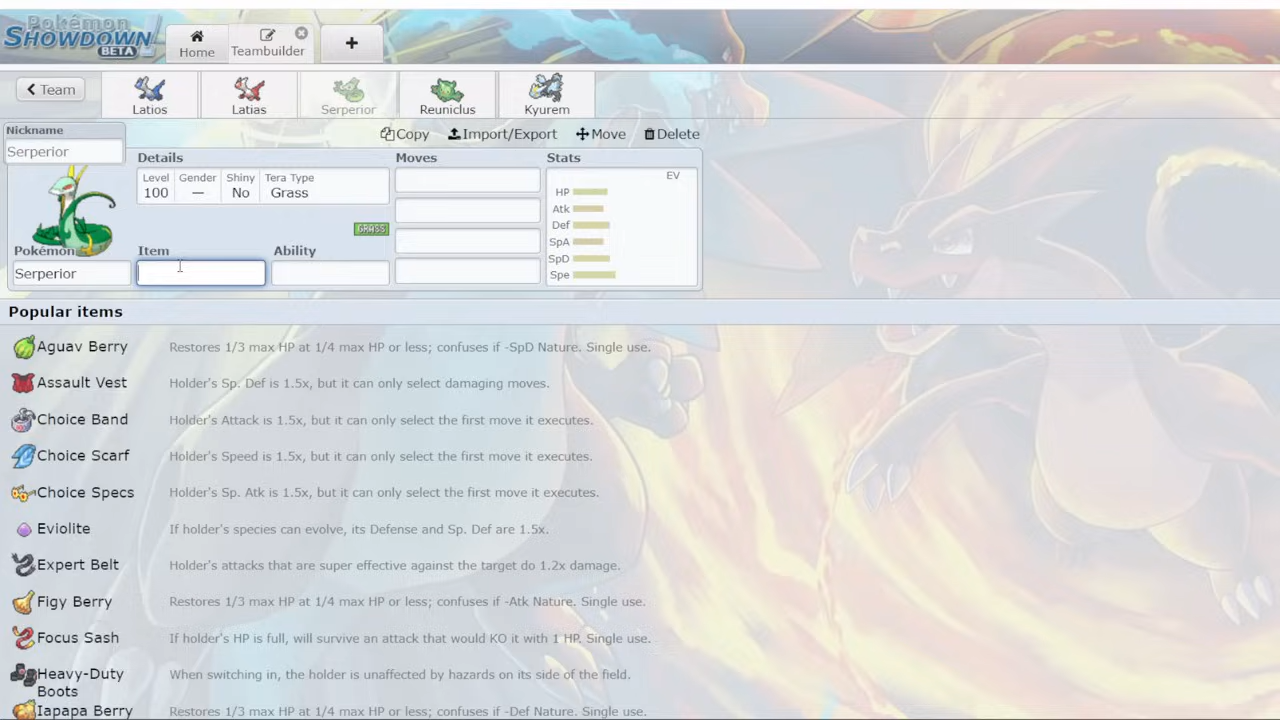 Pokémon
SHOWDOWN
BETA
Home
Teambuilder
+
Team
Latios
Latias
Serperior
Reuniclus
Kyurem
Nickname
Serperior
Copy
Import/Export
Move
Delete
Details
Moves
Stats
Level
Gender
Shiny
Tera Type
100
—
No
Grass
EV
HP
Atk
Def
SpA
SpD
Spe
GRASS
Pokémon
Item
Ability
Serperior
Popular items
Aguav Berry Restores 1/3 max HP at 1/4 max HP or less; confuses if -SpD Nature. Single use.
Assault Vest Holder's Sp. Def is 1.5x, but it can only select damaging moves.
Choice Band Holder's Attack is 1.5x, but it can only select the first move it executes.
Choice Scarf Holder's Speed is 1.5x, but it can only select the first move it executes.
Choice Specs Holder's Sp. Atk is 1.5x, but it can only select the first move it executes.
Eviolite If holder's species can evolve, its Defense and Sp. Def are 1.5x.
Expert Belt Holder's attacks that are super effective against the target do 1.2x damage.
Figy Berry Restores 1/3 max HP at 1/4 max HP or less; confuses if -Atk Nature. Single use.
Focus Sash If holder's HP is full, will survive an attack that would KO it with 1 HP. Single use.
Heavy-Duty Boots When switching in, the holder is unaffected by hazards on its side of the field.
Iapapa Berry Restores 1/3 max HP at 1/4 max HP or less; confuses if -Def Nature. Single use.